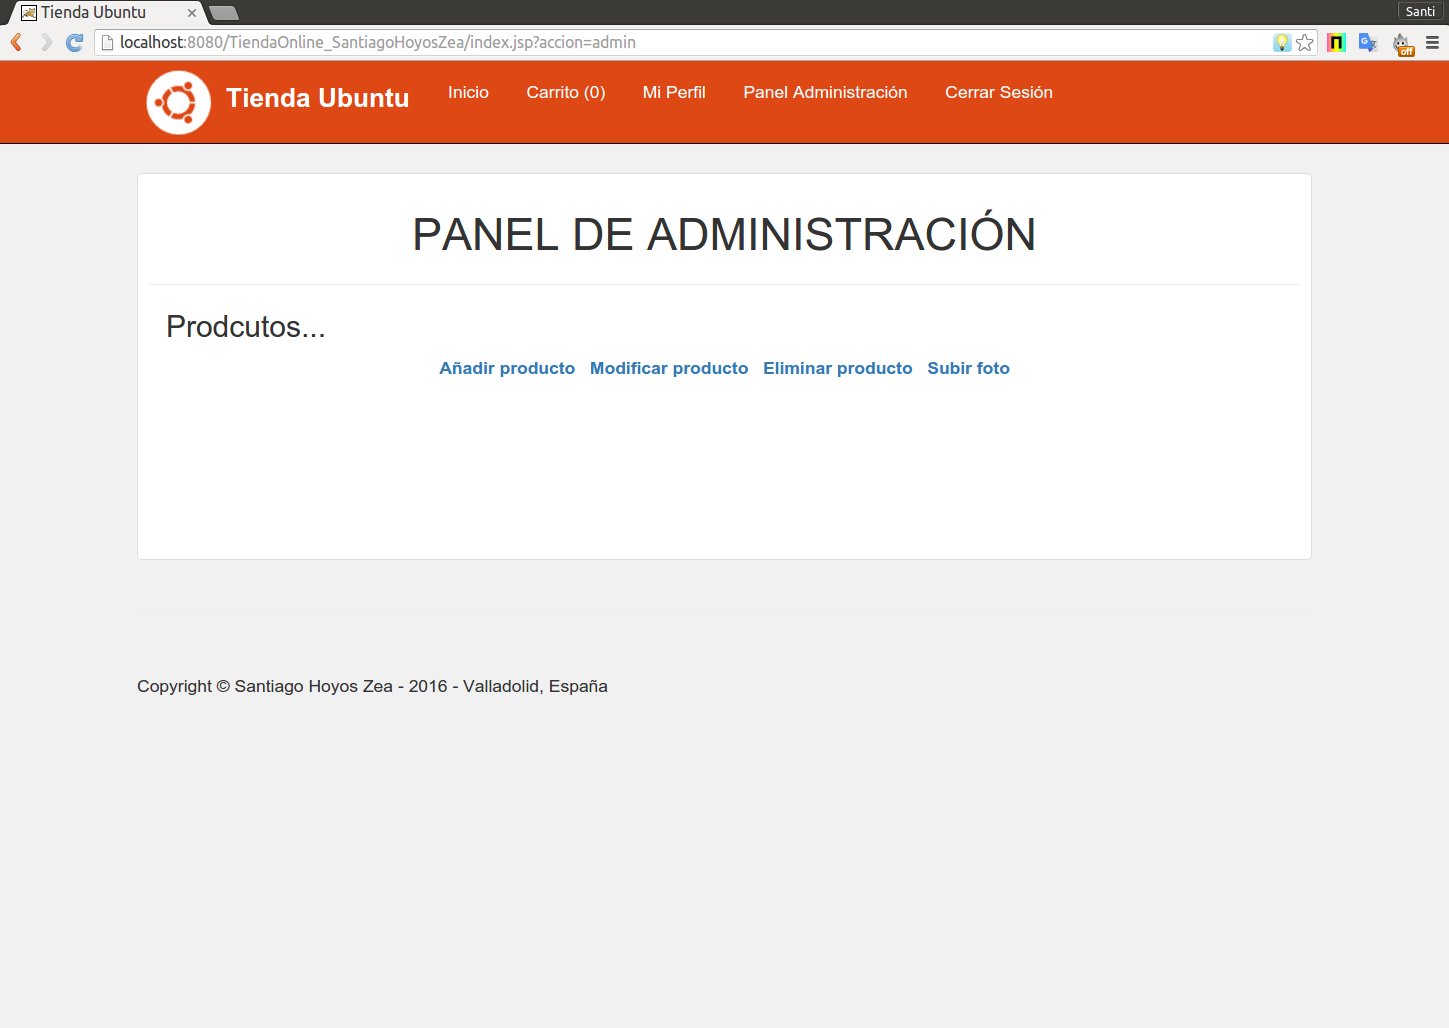 Tienda Ubuntu
Santi
localhost:8080/TiendaOnline_SantiagoHoyosZea/index.jsp?accion=admin
off
Tienda Ubuntu Inicio Carrito (0) Mi Perfil Panel Administración Cerrar Sesión
PANEL DE ADMINISTRACIÓN
Prodcutos...
Añadir producto Modificar producto Eliminar producto Subir foto
Copyright © Santiago Hoyos Zea - 2016 - Valladolid, España